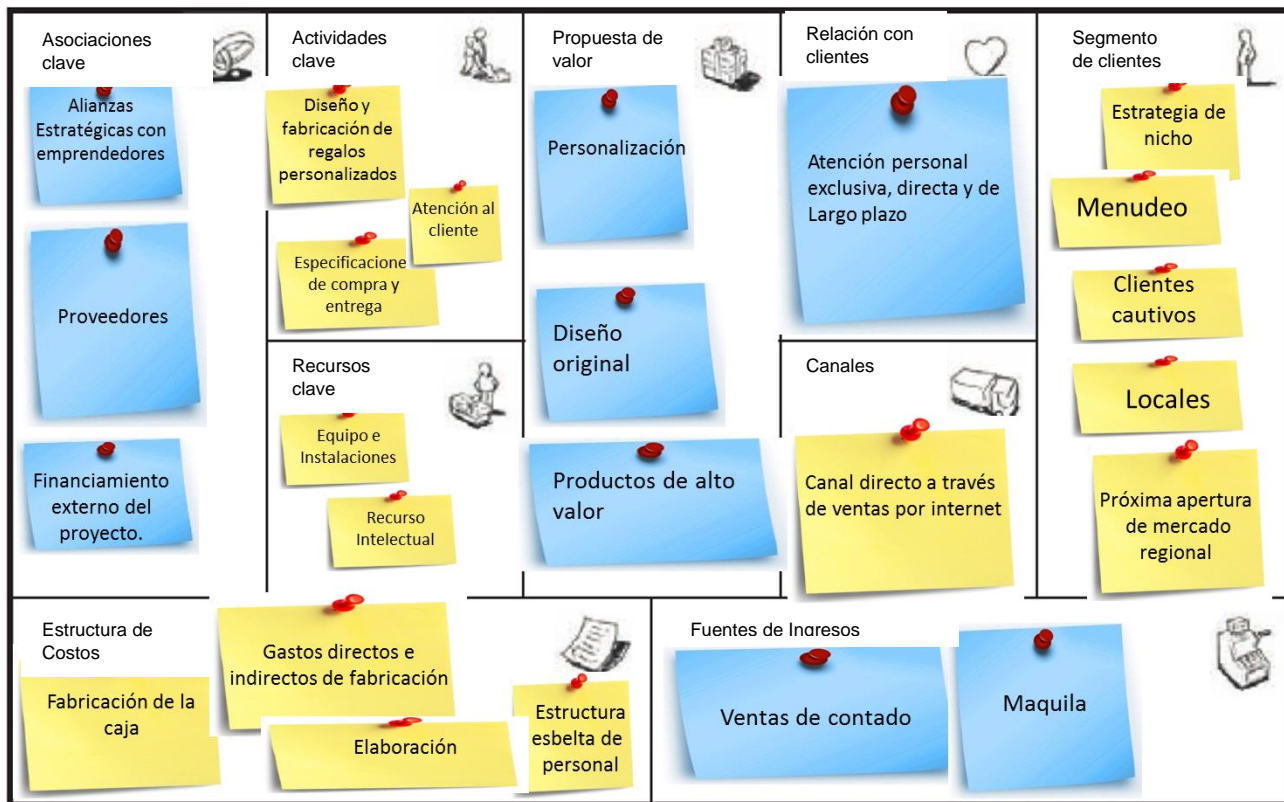 Asociaciones
clave
Alianzas
Estratégicas con
emprendedores
Proveedores
Financiamiento
externo del
proyecto.
Actividades
clave
Diseño y
fabricación de
regalos
personalizados
Atención al
cliente
Especificacione
de compra y
entrega
Recursos
clave
Equipo e
Instalaciones
Recurso
Intelectual
Propuesta de
valor
Personalización
Diseño
original
Productos de alto
valor
Relación con
clientes
Atención personal
exclusiva, directa y de
Largo plazo
Canales
Canal directo a través
de ventas por internet
Segmento
de clientes
Estrategia de
nicho
Menudeo
Clientes
cautivos
Locales
Próxima apertura
de mercado
regional
Estructura de
Costos
Fabricación de la
caja
Gastos directos e
indirectos de fabricación
Elaboración
Estructura
esbelta de
personal
Fuentes de Ingresos
Ventas de contado
Maquila